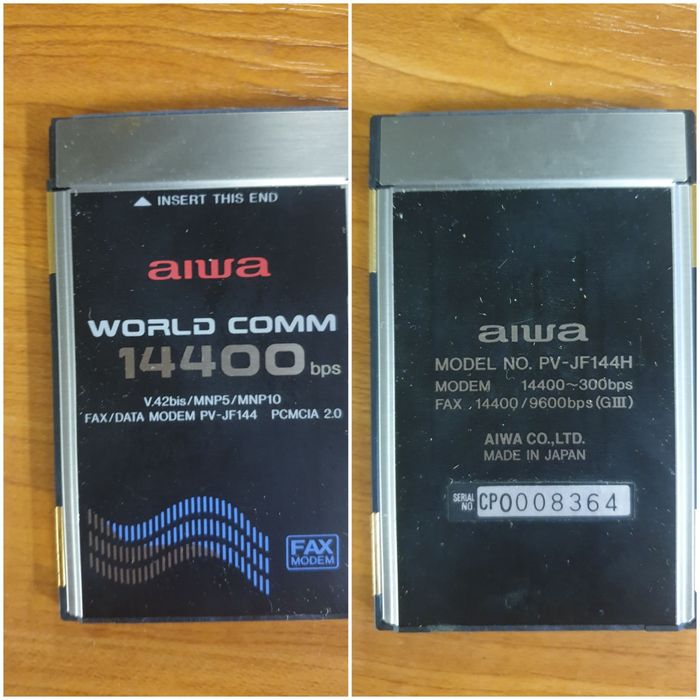 ▲ INSERT THIS END
aiwa
WORLD COMM
14400 bps
V.42bis/MNP5/MNP10
FAX/DATA MODEM PV-JF144 PCMCIA 2.0
FAX
MODEM
aiwa
MODEL NO. PV-JF144H
MODEM 14400~300bps
FAX 14400/9600bps(GIII)
AIWA CO.,LTD.
MADE IN JAPAN
SERIAL NO. CP0008364